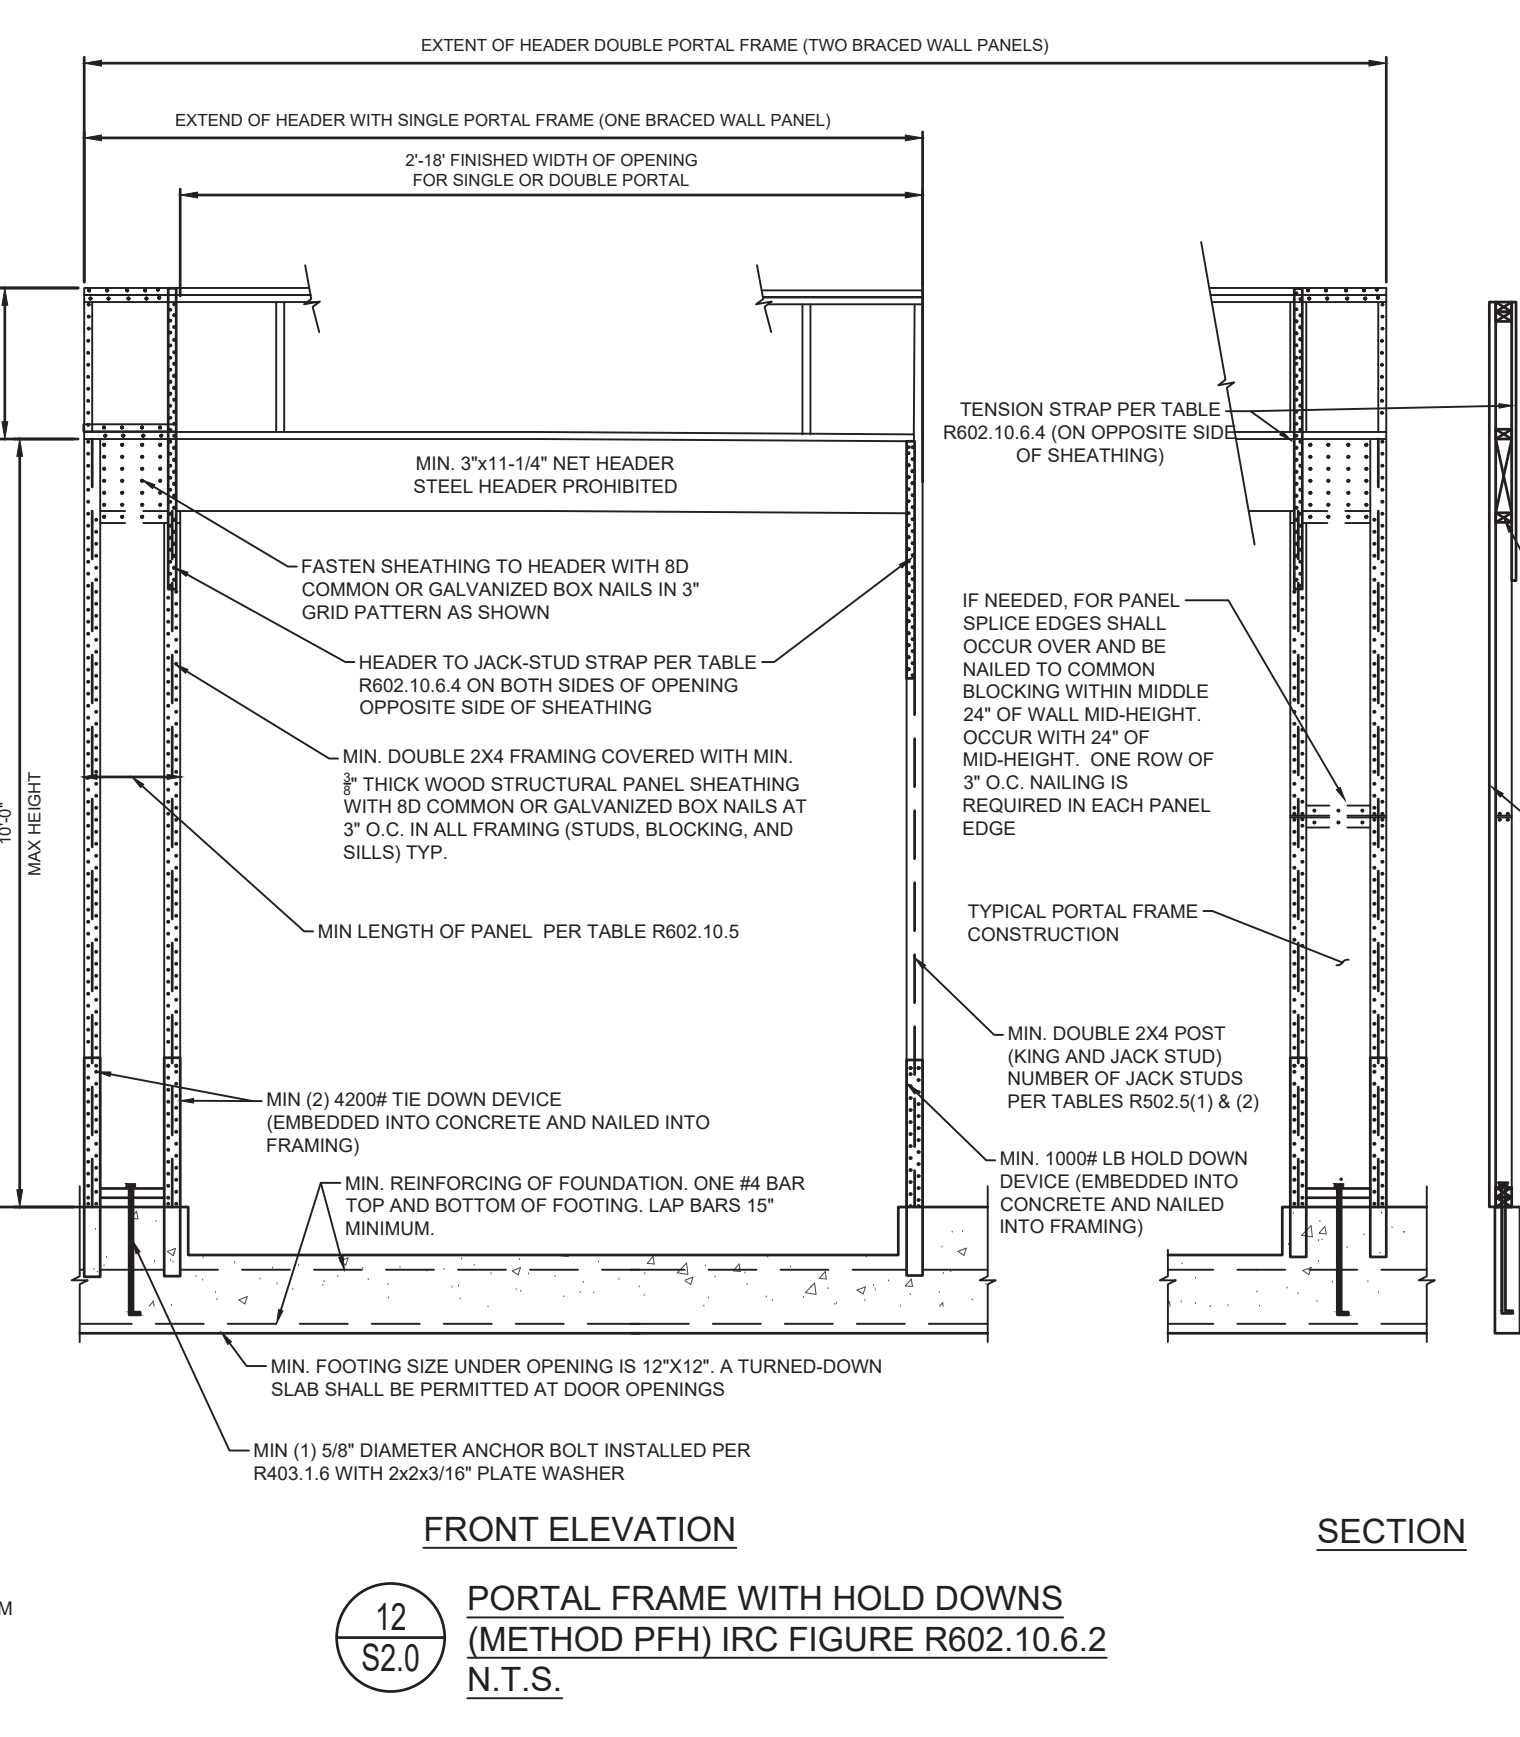 EXTENT OF HEADER DOUBLE PORTAL FRAME (TWO BRACED WALL PANELS)
EXTEND OF HEADER WITH SINGLE PORTAL FRAME (ONE BRACED WALL PANEL)
2'-18' FINISHED WIDTH OF OPENING
FOR SINGLE OR DOUBLE PORTAL
TENSION STRAP PER TABLE
R602.10.6.4 (ON OPPOSITE SIDE
OF SHEATHING)
MIN. 3"x11-1/4" NET HEADER
STEEL HEADER PROHIBITED
FASTEN SHEATHING TO HEADER WITH 8D
COMMON OR GALVANIZED BOX NAILS IN 3"
GRID PATTERN AS SHOWN
IF NEEDED, FOR PANEL
SPLICE EDGES SHALL
OCCUR OVER AND BE
NAILED TO COMMON
BLOCKING WITHIN MIDDLE
24" OF WALL MID-HEIGHT.
OCCUR WITH 24" OF
MID-HEIGHT. ONE ROW OF
3" O.C. NAILING IS
REQUIRED IN EACH PANEL
EDGE
HEADER TO JACK-STUD STRAP PER TABLE
R602.10.6.4 ON BOTH SIDES OF OPENING
OPPOSITE SIDE OF SHEATHING
MIN. DOUBLE 2X4 FRAMING COVERED WITH MIN.
3/8" THICK WOOD STRUCTURAL PANEL SHEATHING
WITH 8D COMMON OR GALVANIZED BOX NAILS AT
3" O.C. IN ALL FRAMING (STUDS, BLOCKING, AND
SILLS) TYP.
10'-0"
MAX HEIGHT
MIN LENGTH OF PANEL PER TABLE R602.10.5
TYPICAL PORTAL FRAME
CONSTRUCTION
MIN. DOUBLE 2X4 POST
(KING AND JACK STUD)
NUMBER OF JACK STUDS
PER TABLES R502.5(1) & (2)
MIN (2) 4200# TIE DOWN DEVICE
(EMBEDDED INTO CONCRETE AND NAILED INTO
FRAMING)
MIN. 1000# LB HOLD DOWN
DEVICE (EMBEDDED INTO
CONCRETE AND NAILED
INTO FRAMING)
MIN. REINFORCING OF FOUNDATION. ONE #4 BAR
TOP AND BOTTOM OF FOOTING. LAP BARS 15"
MINIMUM.
MIN. FOOTING SIZE UNDER OPENING IS 12"X12". A TURNED-DOWN
SLAB SHALL BE PERMITTED AT DOOR OPENINGS
MIN (1) 5/8" DIAMETER ANCHOR BOLT INSTALLED PER
R403.1.6 WITH 2x2x3/16" PLATE WASHER
FRONT ELEVATION
SECTION
M
12
S2.0
PORTAL FRAME WITH HOLD DOWNS
(METHOD PFH) IRC FIGURE R602.10.6.2
N.T.S.